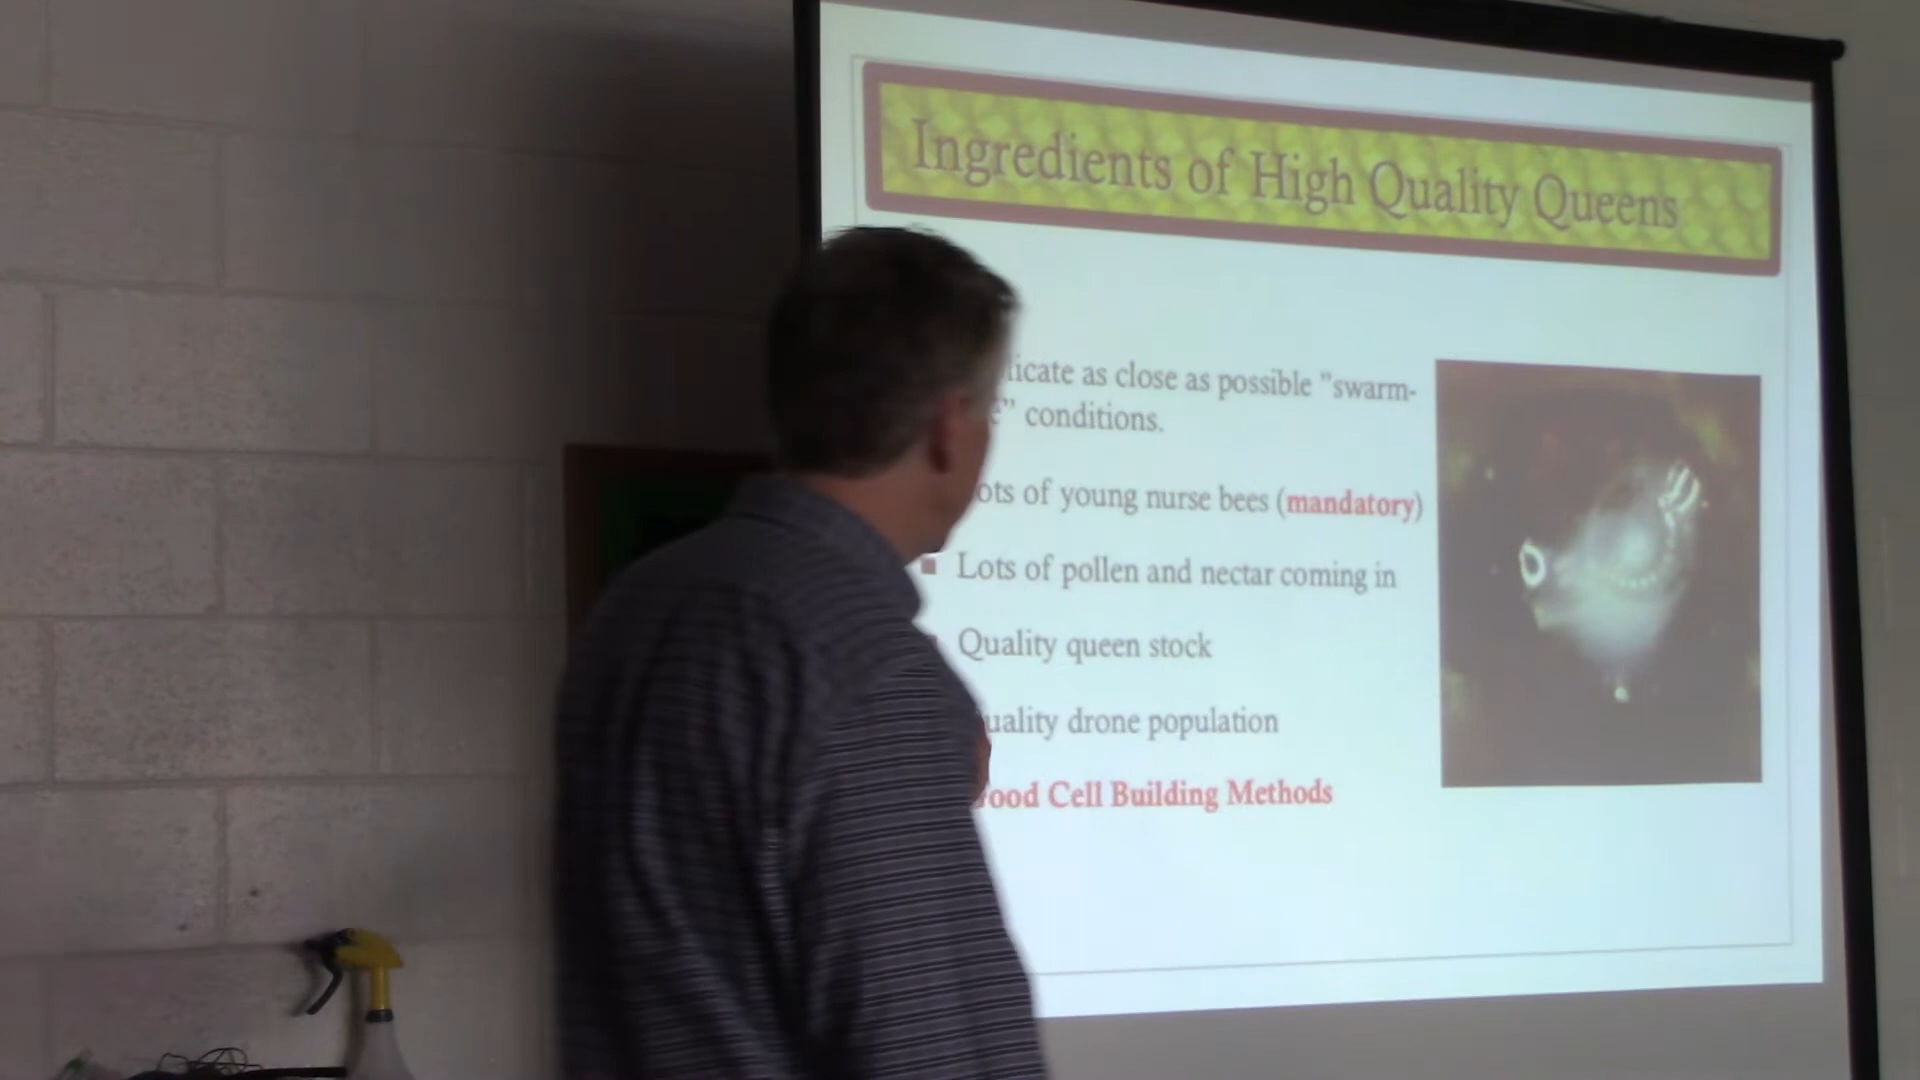 Ingredients of High Quality Queens
licate as close as possible "swarm-
e" conditions.
ots of young nurse bees (mandatory)
Lots of pollen and nectar coming in
Quality queen stock
uality drone population
ood Cell Building Methods